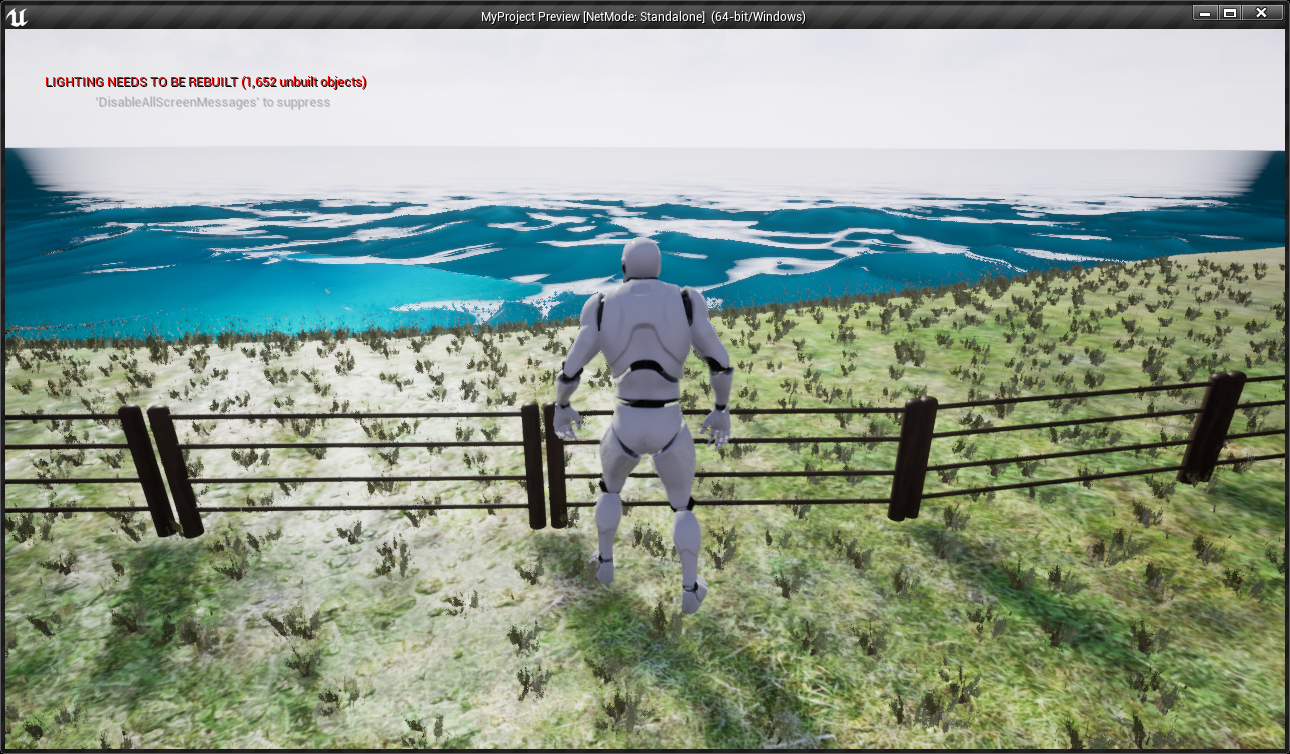 MyProject Preview [NetMode: Standalone] (64-bit/Windows)
LIGHTING NEEDS TO BE REBUILT (1,652 unbuilt objects)
'DisableAllScreenMessages' to suppress